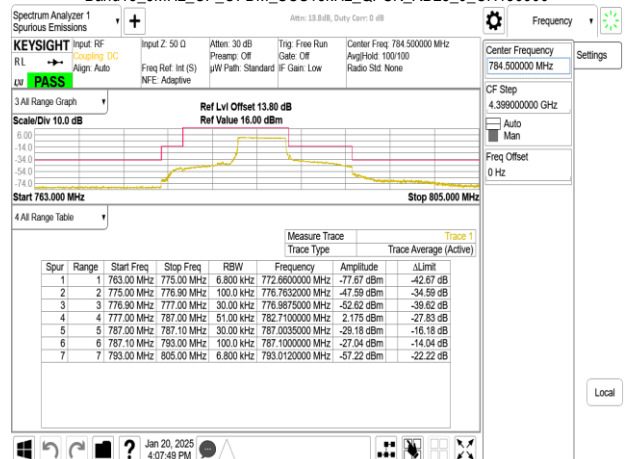 Spectrum Analyzer 1
Spurious Emissions
Attn: 13.8dB, Duty Corr: 0 dB
Frequency
KEYSIGHT
RL
PASS
Input: RF
Coupling: DC
Align: Auto
Input Z: 50 Ω
Freq Ref: Int (S)
NFE: Adaptive
Atten: 30 dB
Preamp: Off
µW Path: Standard
Trig: Free Run
Gate: Off
IF Gain: Low
Center Freq: 784.500000 MHz
Avg|Hold: 100/100
Radio Std: None
Center Frequency
784.500000 MHz
Settings
CF Step
4.399000000 GHz
Auto
Man
Freq Offset
0 Hz
3 All Range Graph
Scale/Div 10.0 dB
Ref Lvl Offset 13.80 dB
Ref Value 16.00 dBm
6.00
-14.0
-34.0
-54.0
-74.0
Start 763.000 MHz
Stop 805.000 MHz
4 All Range Table
Measure Trace Trace 1
Trace Type Trace Average (Active)
Spur Range Start Freq Stop Freq RBW Frequency Amplitude ΔLimit
1 1 763.00 MHz 775.00 MHz 6.800 kHz 772.6600000 MHz -77.67 dBm -42.67 dB
2 2 775.00 MHz 776.90 MHz 100.0 kHz 776.7632000 MHz -47.59 dBm -34.59 dB
3 3 776.90 MHz 777.00 MHz 30.00 kHz 776.9875000 MHz -52.62 dBm -39.62 dB
4 4 777.00 MHz 787.00 MHz 51.00 kHz 782.7100000 MHz 2.175 dBm -27.83 dB
5 5 787.00 MHz 787.10 MHz 30.00 kHz 787.0035000 MHz -29.18 dBm -16.18 dB
6 6 787.10 MHz 793.00 MHz 100.0 kHz 787.1000000 MHz -27.04 dBm -14.04 dB
7 7 793.00 MHz 805.00 MHz 6.800 kHz 793.0120000 MHz -57.22 dBm -22.22 dB
Local
Jan 20, 2025
4:07:49 PM